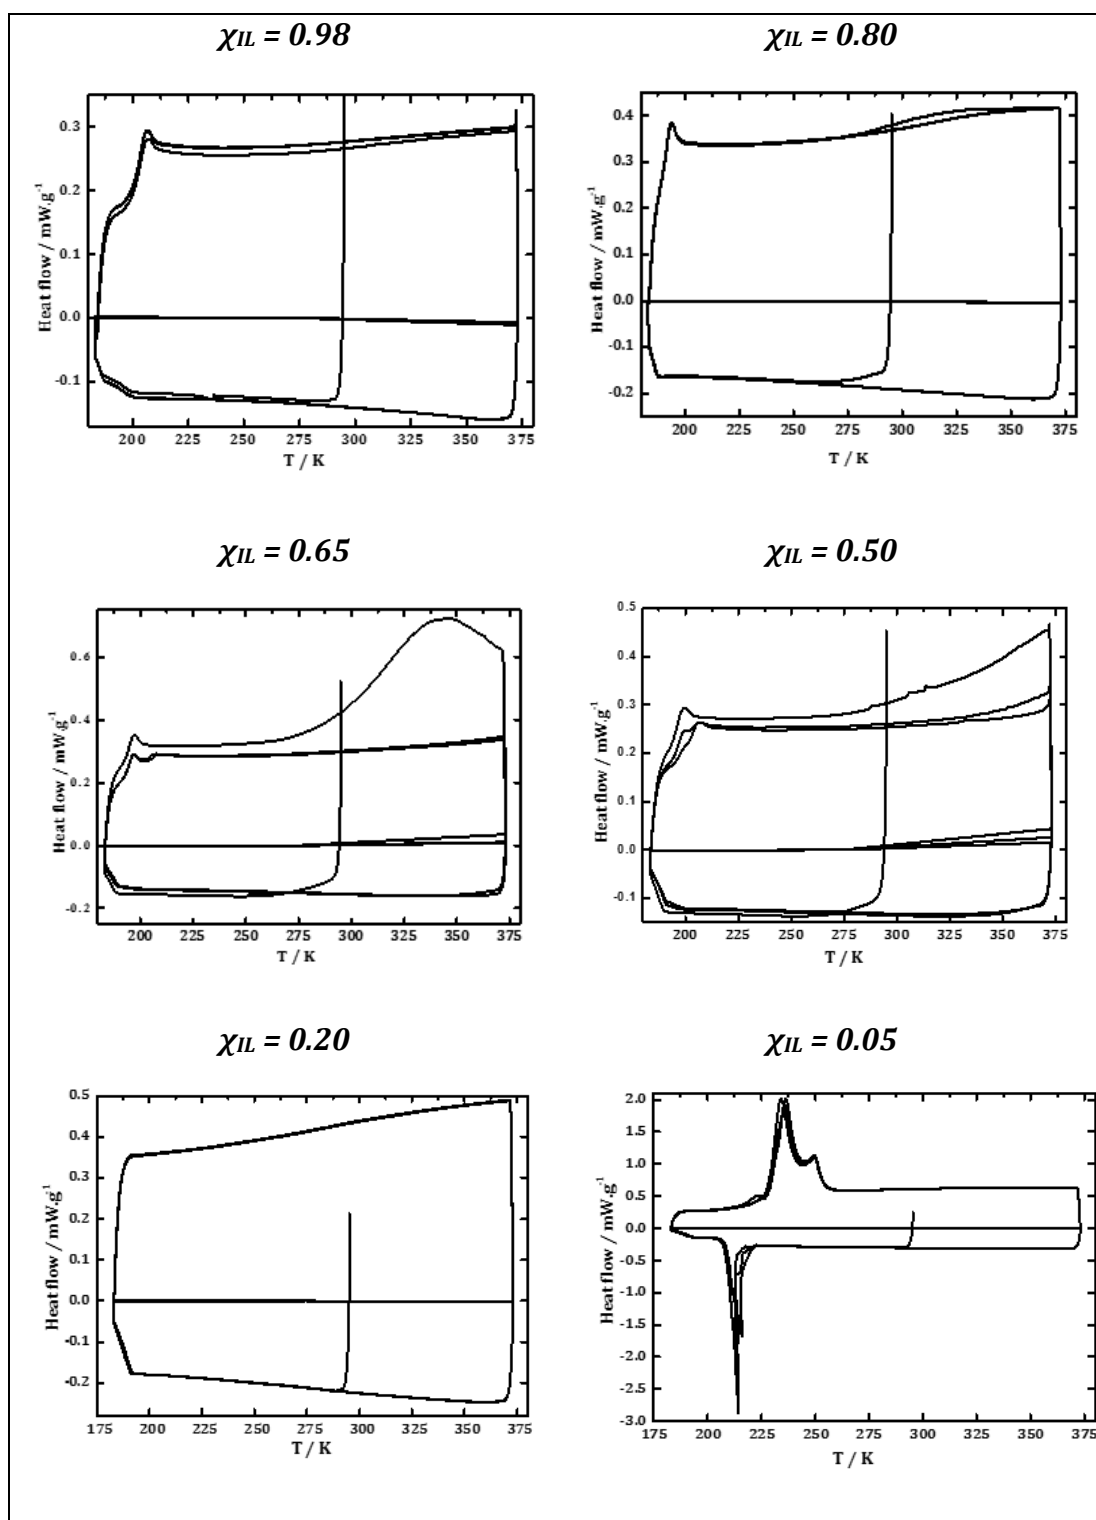 χIL = 0.98
0.3
0.2
0.1
0.0
-0.1
Heat flow / mW.g-1
200 225 250 275 300 325 350 375
T / K
χIL = 0.80
0.4
0.3
0.2
0.1
0.0
-0.1
-0.2
Heat flow / mW.g-1
200 225 250 275 300 325 350 375
T / K
χIL = 0.65
0.6
0.4
0.2
0.0
-0.2
Heat flow / mW.g-1
200 225 250 275 300 325 350 375
T / K
χIL = 0.50
0.5
0.4
0.3
0.2
0.1
0.0
-0.1
Heat flow / mW.g-1
200 225 250 275 300 325 350 375
T / K
χIL = 0.20
0.5
0.4
0.3
0.2
0.1
0.0
-0.1
-0.2
Heat flow / mW.g-1
175 200 225 250 275 300 325 350 375
T / K
χIL = 0.05
2.0
1.5
1.0
0.5
0.0
-0.5
-1.0
-1.5
-2.0
-2.5
-3.0
Heat flow / mW.g-1
175 200 225 250 275 300 325 350 375
T / K